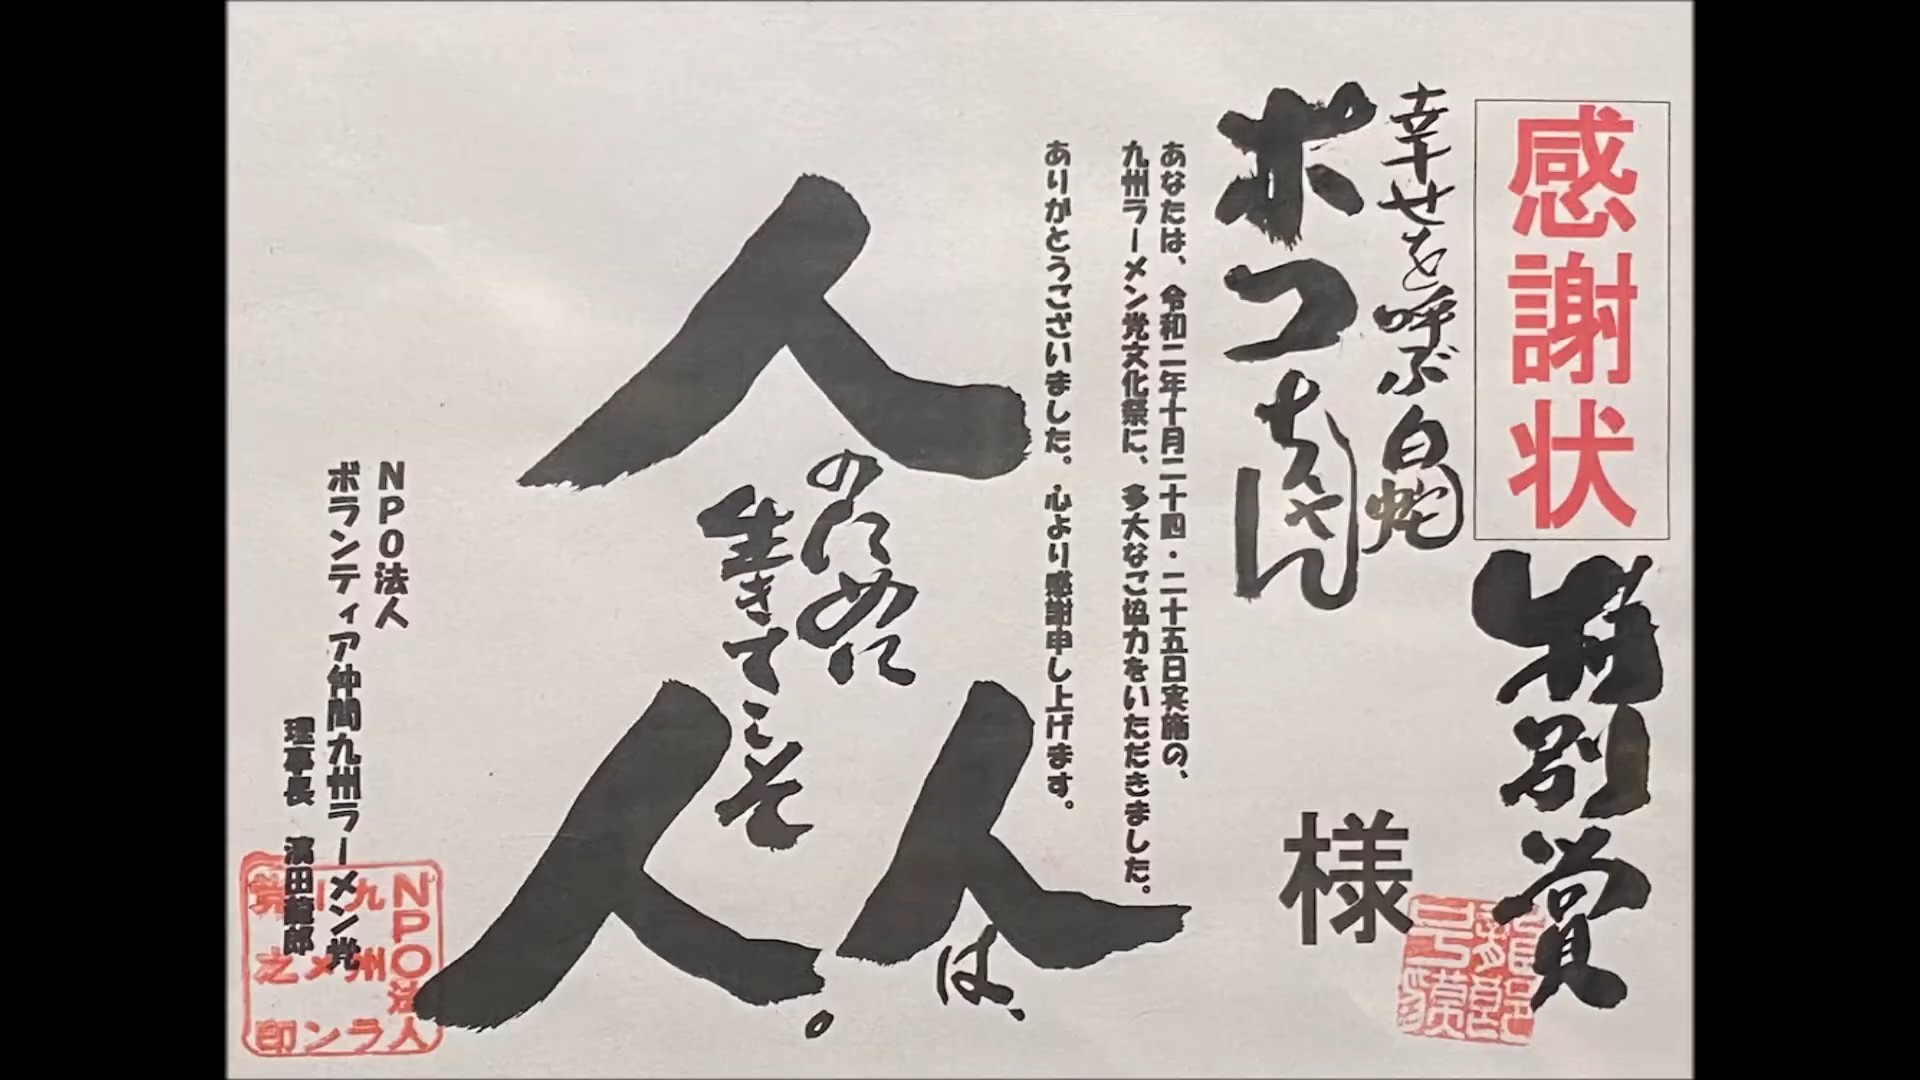 感謝状
特別賞
幸せを呼ぶ白蛇
ポコちゃん
様
あなたは、令和二年十月二十四・二十五日実施の、
九州ラーメン党文化祭に、多大なご協力をいただきました。
ありがとうございました。心より感謝申し上げます。
人は、
人のために
生きてこそ
人。
NPO法人
ボランティア仲間九州ラーメン党
理事長 濱田龍郎
NPO法人
九州ラ
ーメン
党之印